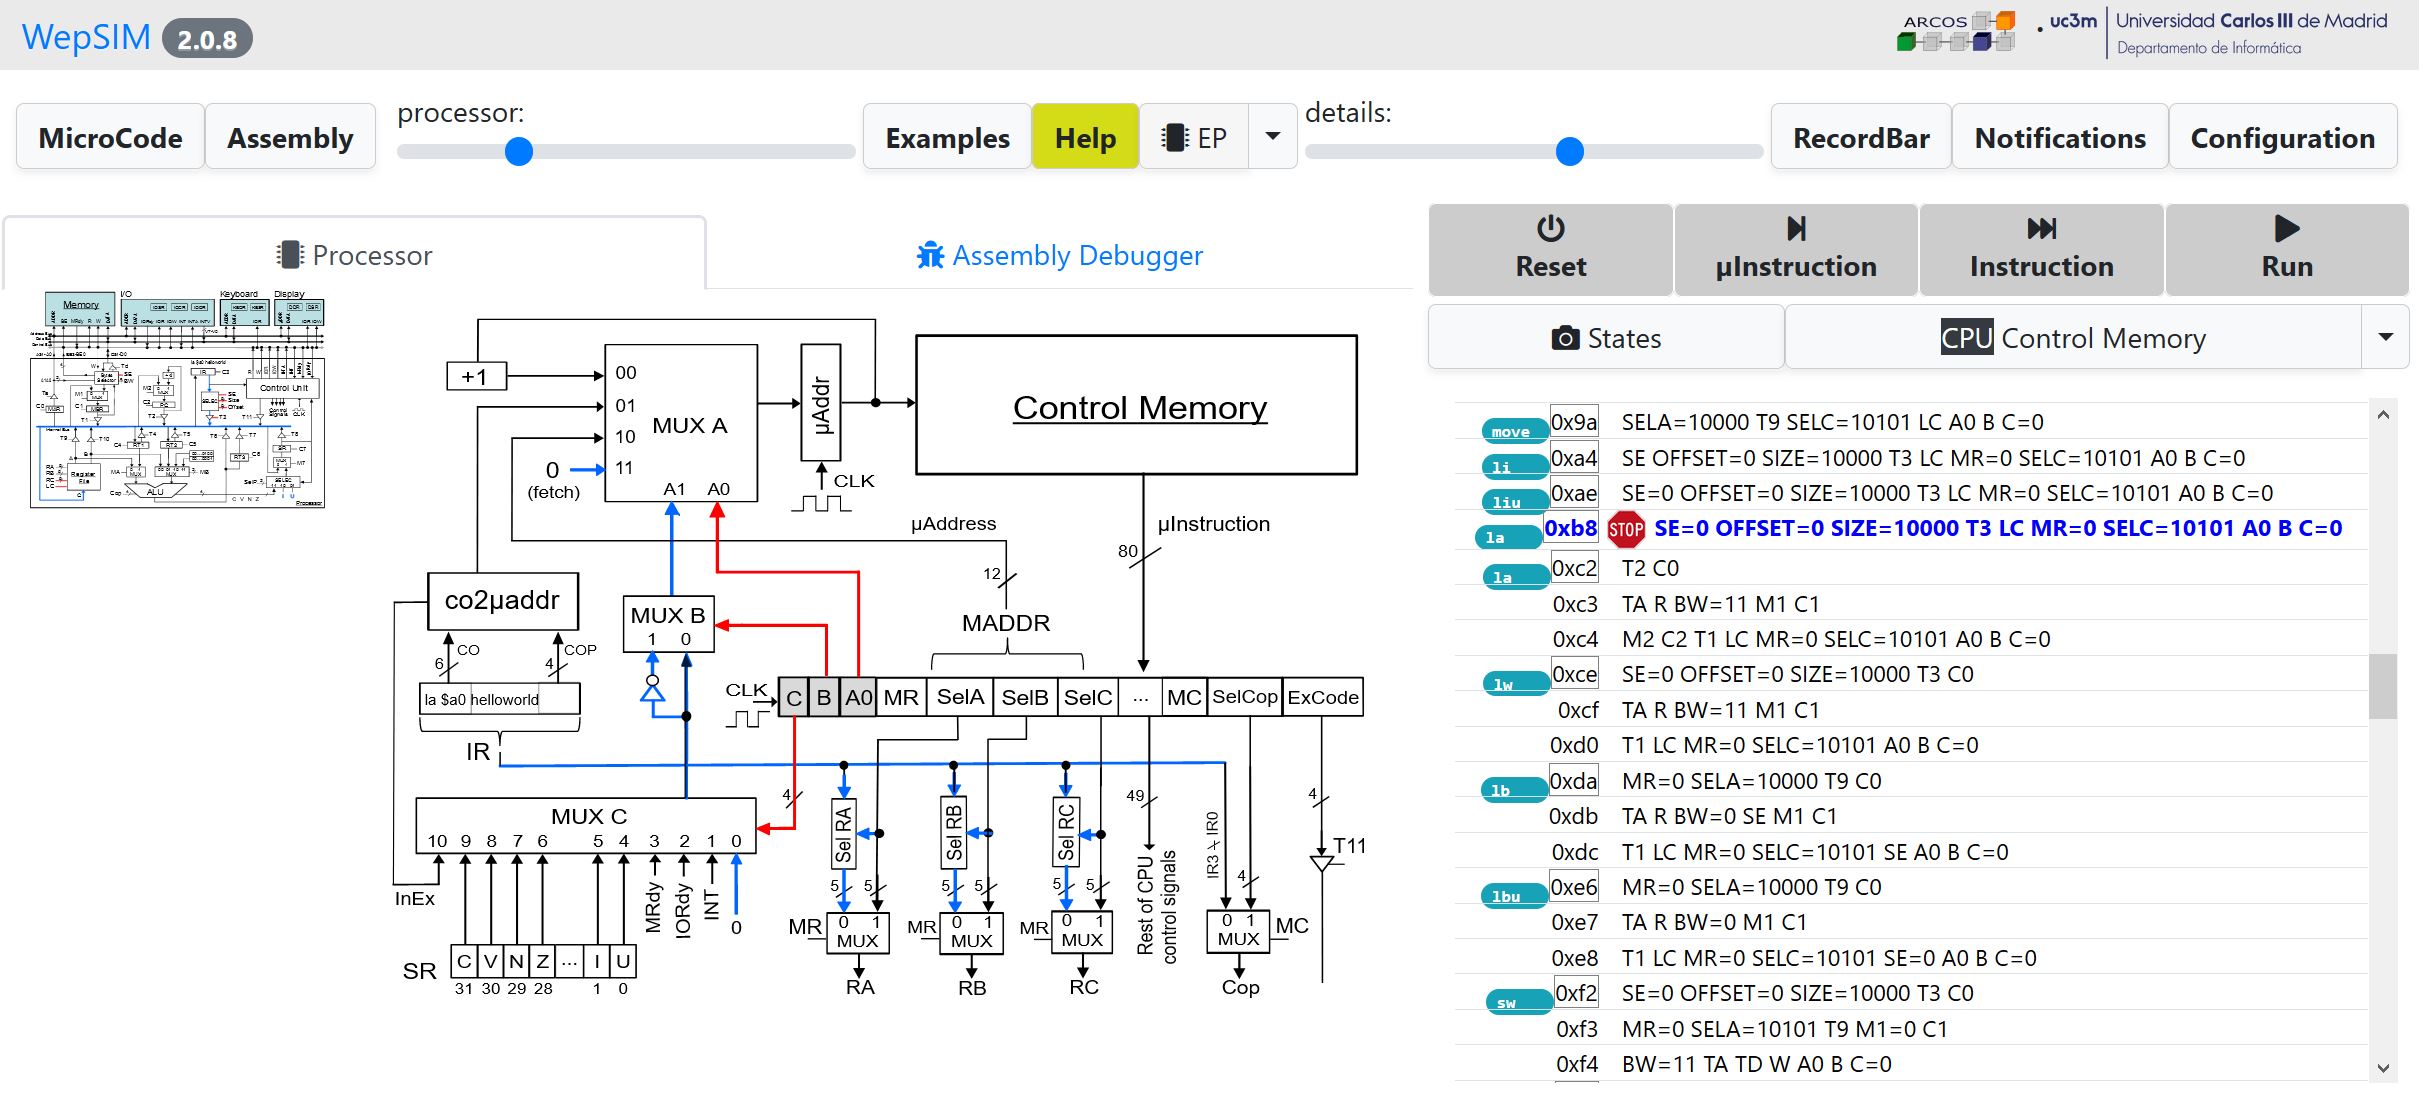 WepSIM 2.0.8
ARCOS
uc3m Universidad Carlos III de Madrid
Departamento de Informática
MicroCode Assembly
processor:
Examples Help EP
details:
RecordBar Notifications Configuration
Processor
Assembly Debugger
Reset µInstruction Instruction Run
States CPU Control Memory
Memory I/O Keyboard Display
la $a0 helloworld
Control Unit
Register File
ALU
Processor
+1
00
01
10
11
MUX A
A1 A0
0
(fetch)
µAddr
CLK
Control Memory
µAddress
µInstruction
80
12
MADDR
co2µaddr
6 CO
4 COP
MUX B
1 0
la $a0 helloworld
IR
CLK
C B A0 MR SelA SelB SelC ... MC SelCop ExCode
MUX C
10 9 8 7 6 5 4 3 2 1 0
4
InEx
MRdy
IORdy
INT
0
SR
C V N Z ... I U
31 30 29 28 1 0
Sel RA
Sel RB
Sel RC
5 5
5 5
5 5
MR 0 1 MUX
MR 0 1 MUX
MR 0 1 MUX
RA
RB
RC
49
Rest of CPU
control signals
IR3
IR0
4
0 1 MUX MC
Cop
4
T11
move 0x9a SELA=10000 T9 SELC=10101 LC A0 B C=0
li 0xa4 SE OFFSET=0 SIZE=10000 T3 LC MR=0 SELC=10101 A0 B C=0
liu 0xae SE=0 OFFSET=0 SIZE=10000 T3 LC MR=0 SELC=10101 A0 B C=0
la 0xb8 STOP SE=0 OFFSET=0 SIZE=10000 T3 LC MR=0 SELC=10101 A0 B C=0
la 0xc2 T2 C0
0xc3 TA R BW=11 M1 C1
0xc4 M2 C2 T1 LC MR=0 SELC=10101 A0 B C=0
lw 0xce SE=0 OFFSET=0 SIZE=10000 T3 C0
0xcf TA R BW=11 M1 C1
0xd0 T1 LC MR=0 SELC=10101 A0 B C=0
lb 0xda MR=0 SELA=10000 T9 C0
0xdb TA R BW=0 SE M1 C1
0xdc T1 LC MR=0 SELC=10101 SE A0 B C=0
lbu 0xe6 MR=0 SELA=10000 T9 C0
0xe7 TA R BW=0 M1 C1
0xe8 T1 LC MR=0 SELC=10101 SE=0 A0 B C=0
sw 0xf2 SE=0 OFFSET=0 SIZE=10000 T3 C0
0xf3 MR=0 SELA=10101 T9 M1=0 C1
0xf4 BW=11 TA TD W A0 B C=0